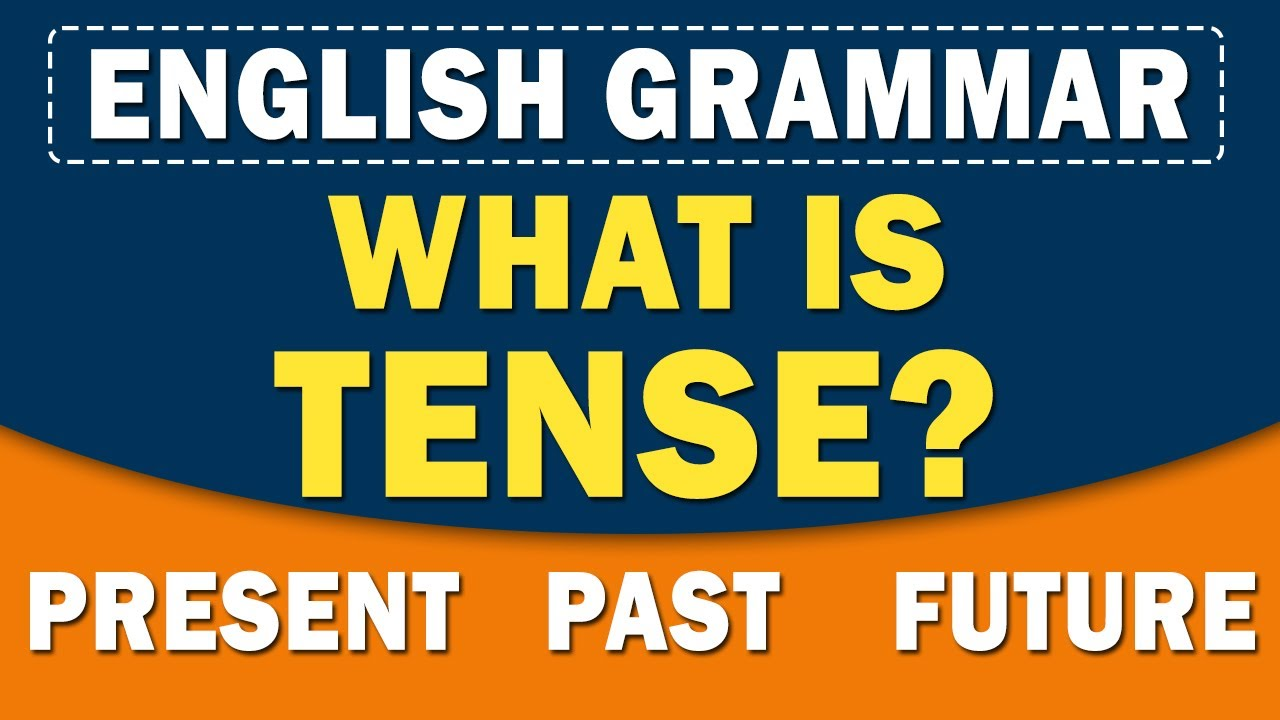 ENGLISH GRAMMAR
WHAT IS
TENSE?
PRESENT PAST FUTURE